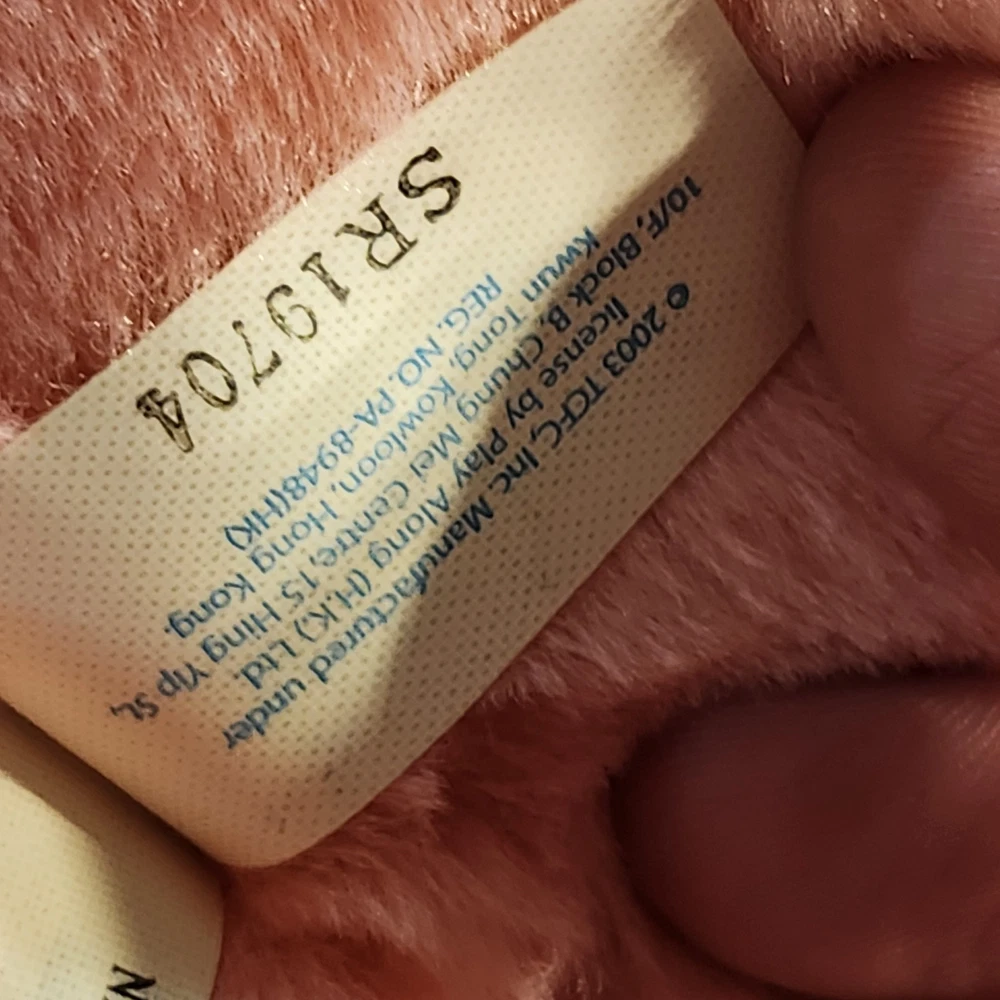 © 2003 TCFC, Inc. Manufactured under
license by Play Along (H.K) Ltd.
10/F, Block B, Chung Mei Centre, 15 Hing Yip St.,
Kwun Tong, Kowloon, Hong Kong.
REG. NO. PA-8948(HK)
SR19704